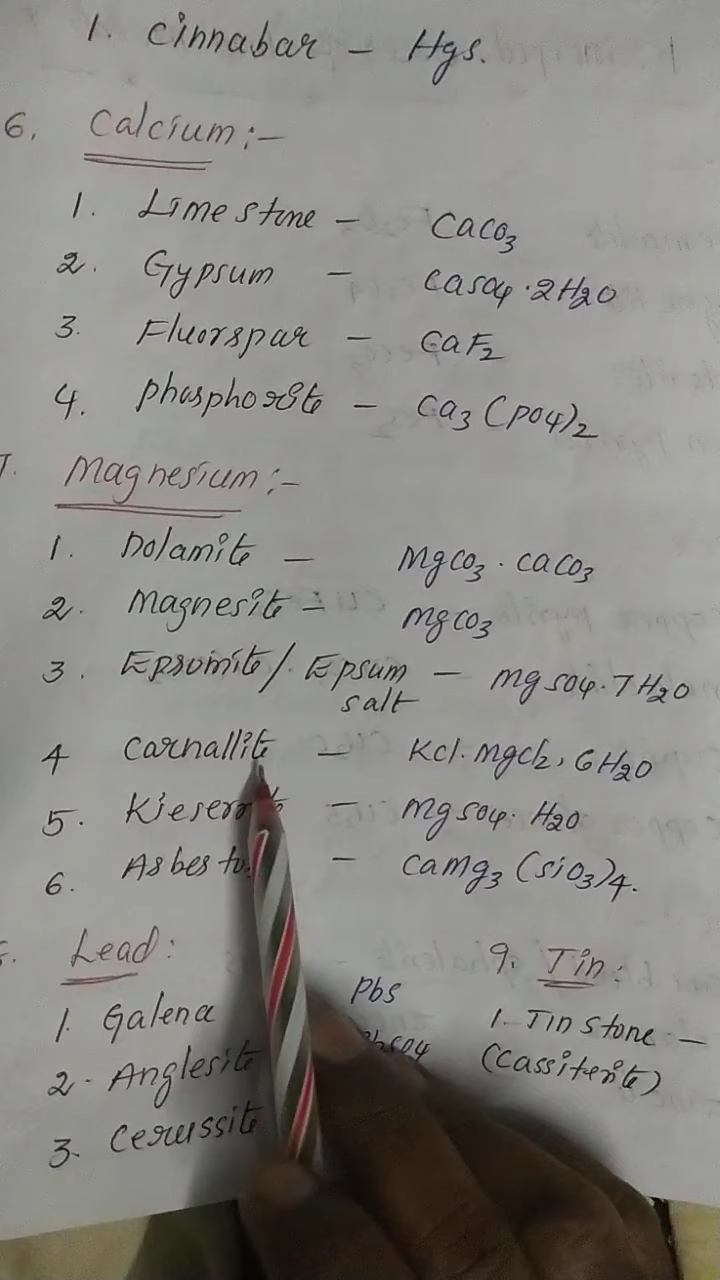 1. Cinnabar - Hgs.
6. Calcium:-
1. Limestone - CaCO3
2. Gypsum - CaSO4.2H2O
3. Fluorspar - CaF2
4. phosphorite - Ca3(PO4)2
7. Magnesium:-
1. Dolamite - MgCO3.CaCO3
2. Magnesite - MgCO3
3. Epsomite/Epsum salt - MgSO4.7H2O
4 Carnallite - KCl.MgCl2, 6H2O
5. - MgSO4.H2O
6. - CaMg3(SiO3)4.
Lead:
1. Galena Pbs
2. Anglesite
3. Cerussite
9. Tin:
1. Tin stone -
(Cassiterite)